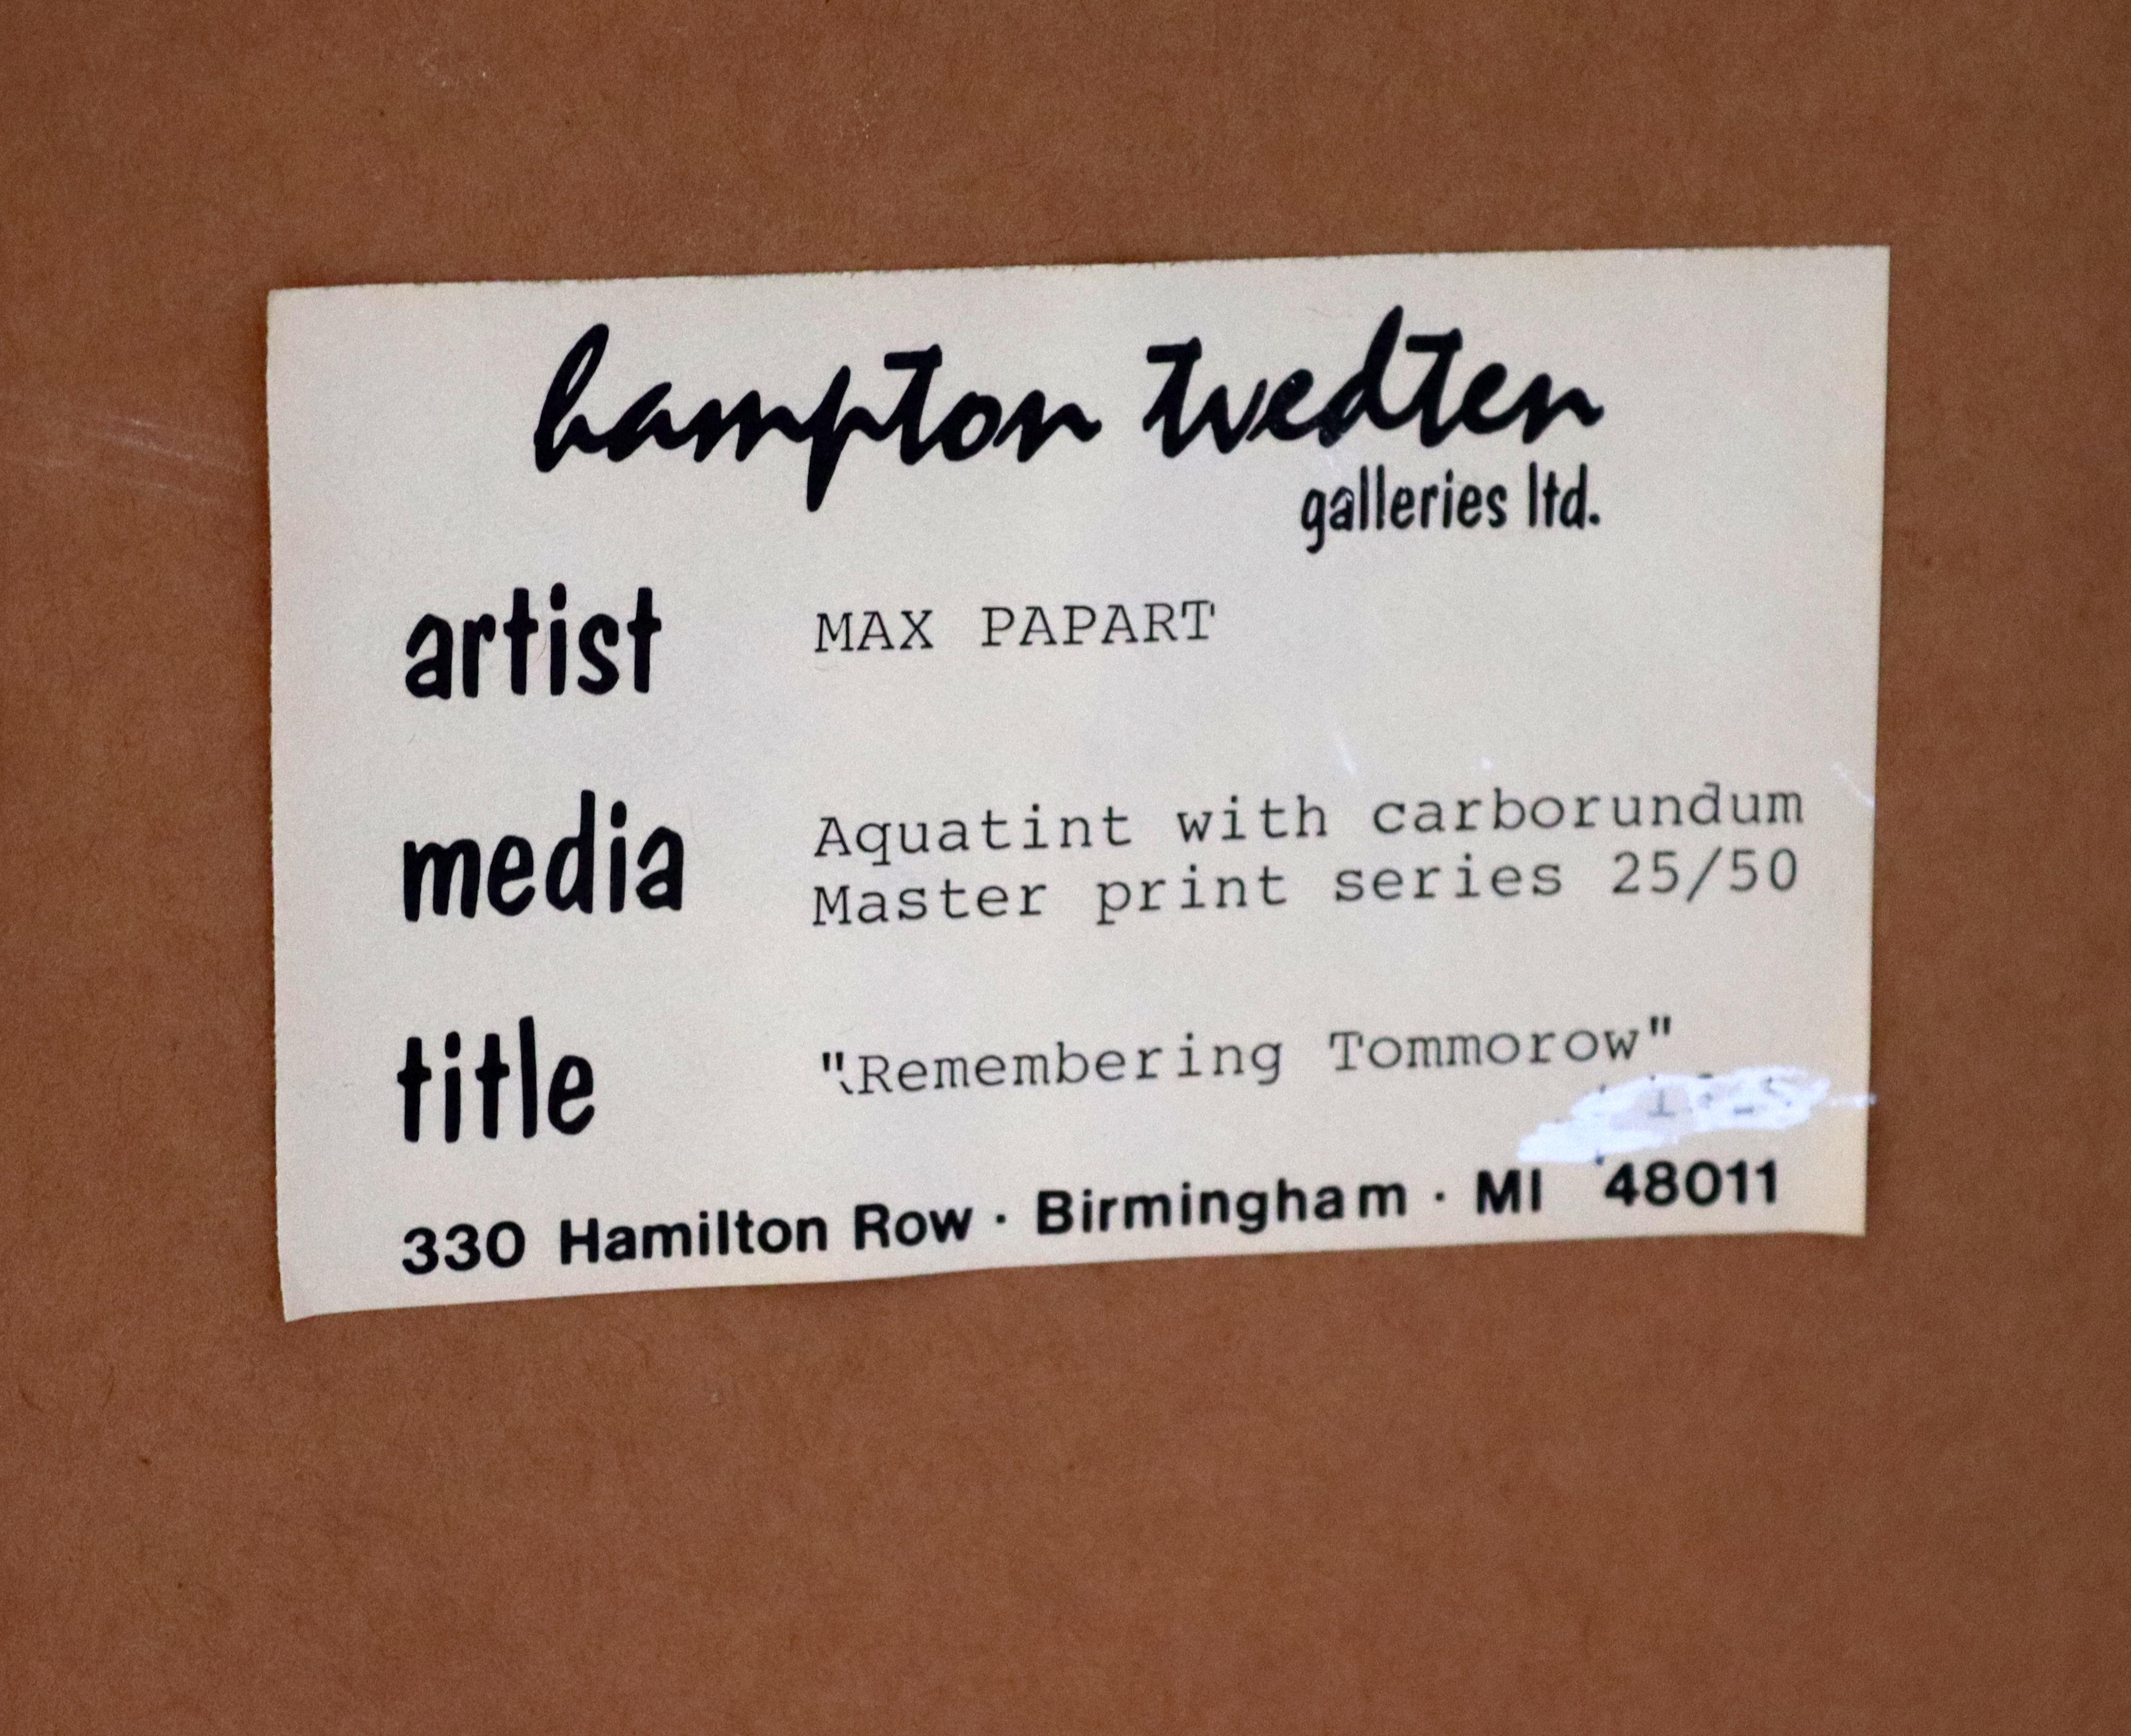 hampton tvedten
galleries ltd.
artist MAX PAPART
media Aquatint with carborundum
Master print series 25/50
title "Remembering Tommorow"
330 Hamilton Row · Birmingham · MI 48011